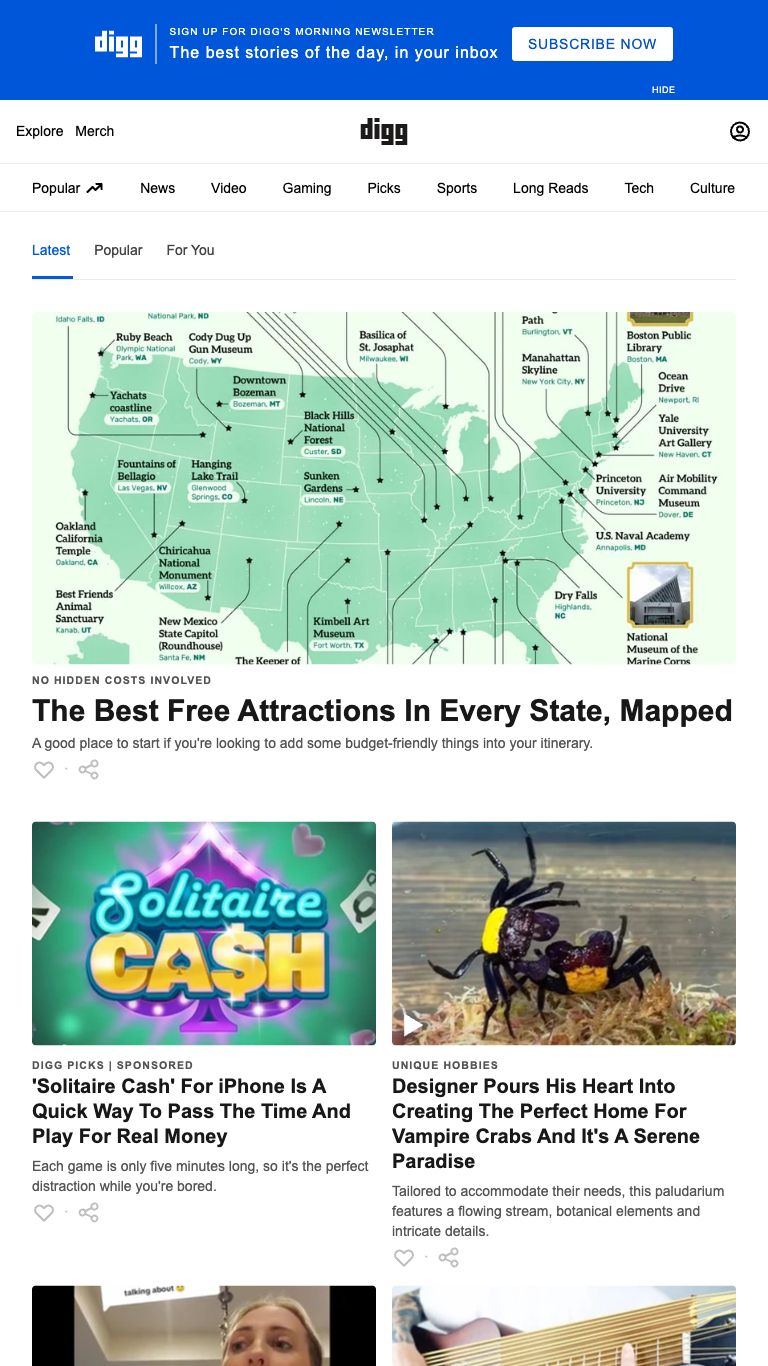 digg
SIGN UP FOR DIGG'S MORNING NEWSLETTER
The best stories of the day, in your inbox
SUBSCRIBE NOW
HIDE
Explore Merch
digg
Popular News Video Gaming Picks Sports Long Reads Tech Culture
Latest Popular For You
Idaho Falls, ID
National Park, ND
Ruby Beach
Olympic National
Park, WA
Cody Dug Up
Gun Museum
Cody, WY
Basilica of
St. Josaphat
Milwaukee, WI
Path
Burlington, VT
Boston Public
Library
Boston, MA
Manahattan
Skyline
New York City, NY
Ocean
Drive
Newport, RI
Downtown
Bozeman
Bozeman, MT
Yachats
coastline
Yachats, OR
Black Hills
National
Forest
Custer, SD
Yale
University
Art Gallery
New Haven, CT
Fountains of
Bellagio
Las Vegas, NV
Hanging
Lake Trail
Glenwood
Springs, CO
Sunken
Gardens
Lincoln, NE
Princeton
University
Princeton, NJ
Air Mobility
Command
Museum
Dover, DE
Oakland
California
Temple
Oakland, CA
U.S. Naval Academy
Annapolis, MD
Chiricahua
National
Monument
Willcox, AZ
Best Friends
Animal
Sanctuary
Kanab, UT
New Mexico
State Capitol
(Roundhouse)
Santa Fe, NM
Kimbell Art
Museum
Fort Worth, TX
Dry Falls
Highlands,
NC
National
Museum of the
Marine Corps
The Keeper of
NO HIDDEN COSTS INVOLVED
The Best Free Attractions In Every State, Mapped
A good place to start if you're looking to add some budget-friendly things into your itinerary.
Solitaire
CA$H
DIGG PICKS | SPONSORED
'Solitaire Cash' For iPhone Is A
Quick Way To Pass The Time And
Play For Real Money
Each game is only five minutes long, so it's the perfect
distraction while you're bored.
UNIQUE HOBBIES
Designer Pours His Heart Into
Creating The Perfect Home For
Vampire Crabs And It's A Serene
Paradise
Tailored to accommodate their needs, this paludarium
features a flowing stream, botanical elements and
intricate details.
talking about